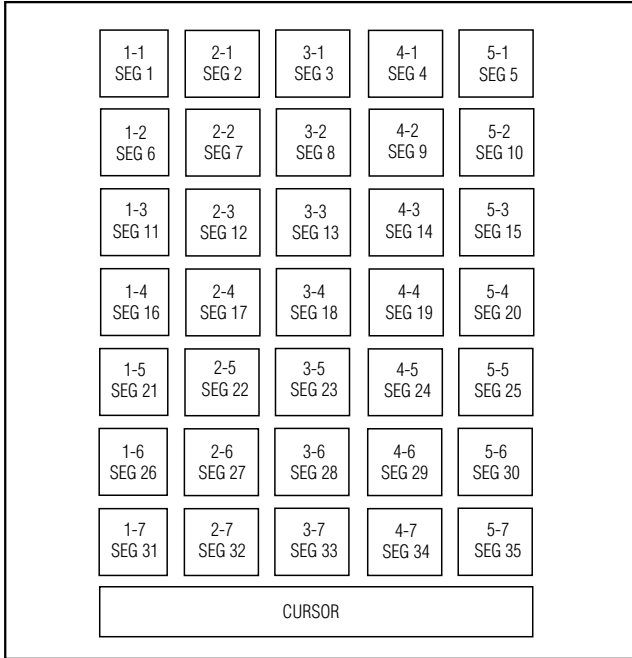 1-1 2-1 3-1 4-1 5-1
SEG 1 SEG 2 SEG 3 SEG 4 SEG 5
1-2 2-2 3-2 4-2 5-2
SEG 6 SEG 7 SEG 8 SEG 9 SEG 10
1-3 2-3 3-3 4-3 5-3
SEG 11 SEG 12 SEG 13 SEG 14 SEG 15
1-4 2-4 3-4 4-4 5-4
SEG 16 SEG 17 SEG 18 SEG 19 SEG 20
1-5 2-5 3-5 4-5 5-5
SEG 21 SEG 22 SEG 23 SEG 24 SEG 25
1-6 2-6 3-6 4-6 5-6
SEG 26 SEG 27 SEG 28 SEG 29 SEG 30
1-7 2-7 3-7 4-7 5-7
SEG 31 SEG 32 SEG 33 SEG 34 SEG 35
CURSOR